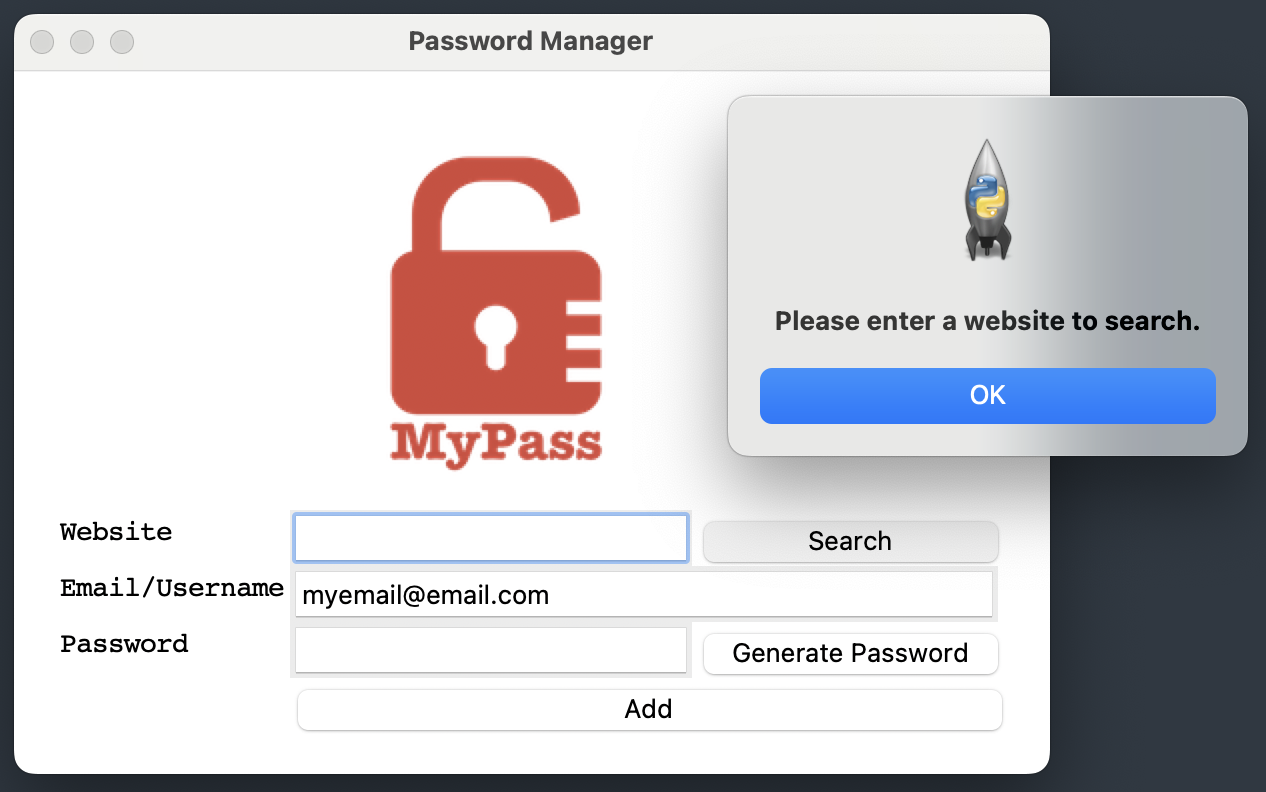 Password Manager
Please enter a website to search.
OK
MyPass
Website
Search
Email/Username
myemail@email.com
Password
Generate Password
Add